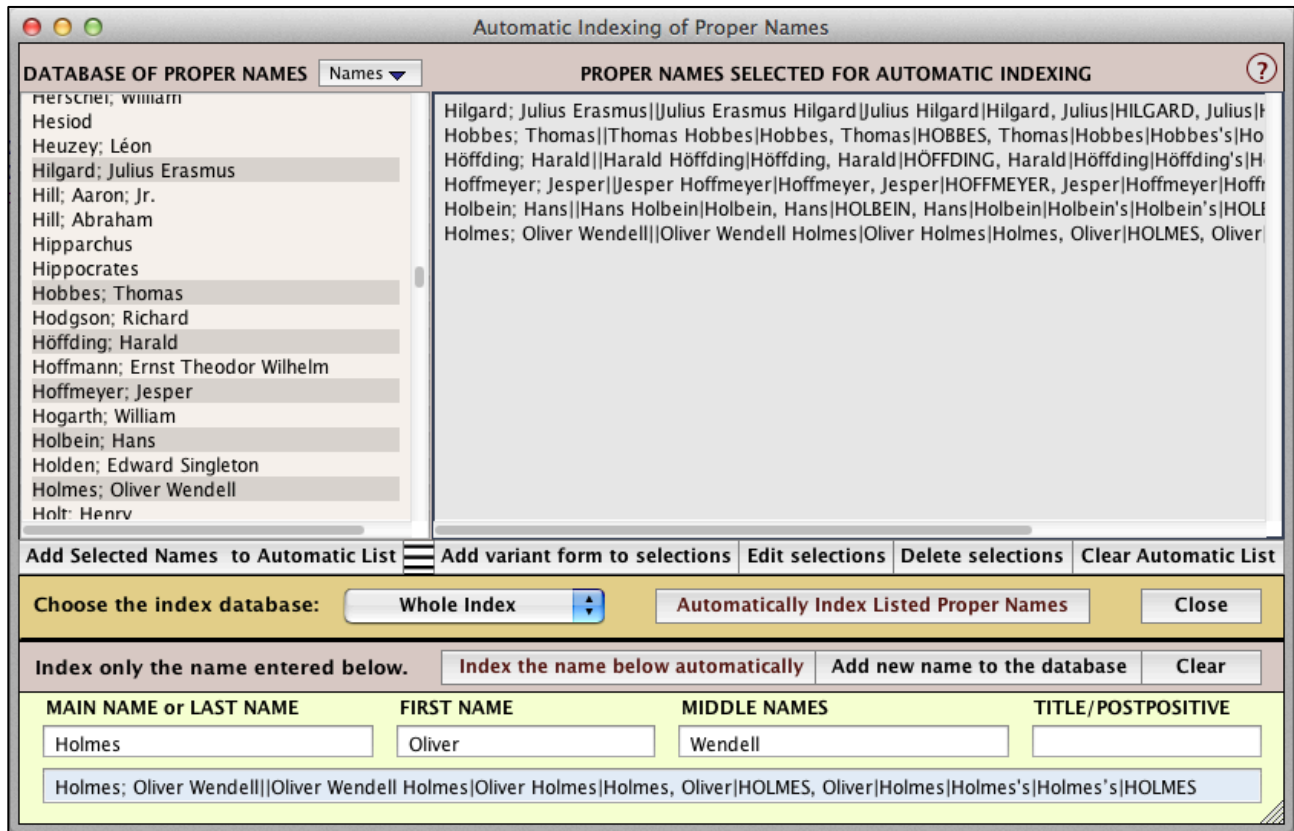 Automatic Indexing of Proper Names
DATABASE OF PROPER NAMES Names
PROPER NAMES SELECTED FOR AUTOMATIC INDEXING ?
Herschel; William
Hesiod
Heuzey; Léon
Hilgard; Julius Erasmus
Hill; Aaron; Jr.
Hill; Abraham
Hipparchus
Hippocrates
Hobbes; Thomas
Hodgson; Richard
Höffding; Harald
Hoffmann; Ernst Theodor Wilhelm
Hoffmeyer; Jesper
Hogarth; William
Holbein; Hans
Holden; Edward Singleton
Holmes; Oliver Wendell
Holt; Henry
Hilgard; Julius Erasmus||Julius Erasmus Hilgard|Julius Hilgard|Hilgard, Julius|HILGARD, Julius|
Hobbes; Thomas||Thomas Hobbes|Hobbes, Thomas|HOBBES, Thomas|Hobbes|Hobbes's|Ho
Höffding; Harald||Harald Höffding|Höffding, Harald|HÖFFDING, Harald|Höffding|Höffding's|H
Hoffmeyer; Jesper||Jesper Hoffmeyer|Hoffmeyer, Jesper|HOFFMEYER, Jesper|Hoffmeyer|Hoff
Holbein; Hans||Hans Holbein|Holbein, Hans|HOLBEIN, Hans|Holbein|Holbein's|Holbein’s|HOL
Holmes; Oliver Wendell||Oliver Wendell Holmes|Oliver Holmes|Holmes, Oliver|HOLMES, Oliver|
Add Selected Names to Automatic List Add variant form to selections Edit selections Delete selections Clear Automatic List
Choose the index database: Whole Index Automatically Index Listed Proper Names Close
Index only the name entered below. Index the name below automatically Add new name to the database Clear
MAIN NAME or LAST NAME FIRST NAME MIDDLE NAMES TITLE/POSTPOSITIVE
Holmes Oliver Wendell
Holmes; Oliver Wendell||Oliver Wendell Holmes|Oliver Holmes|Holmes, Oliver|HOLMES, Oliver|Holmes|Holmes's|Holmes’s|HOLMES